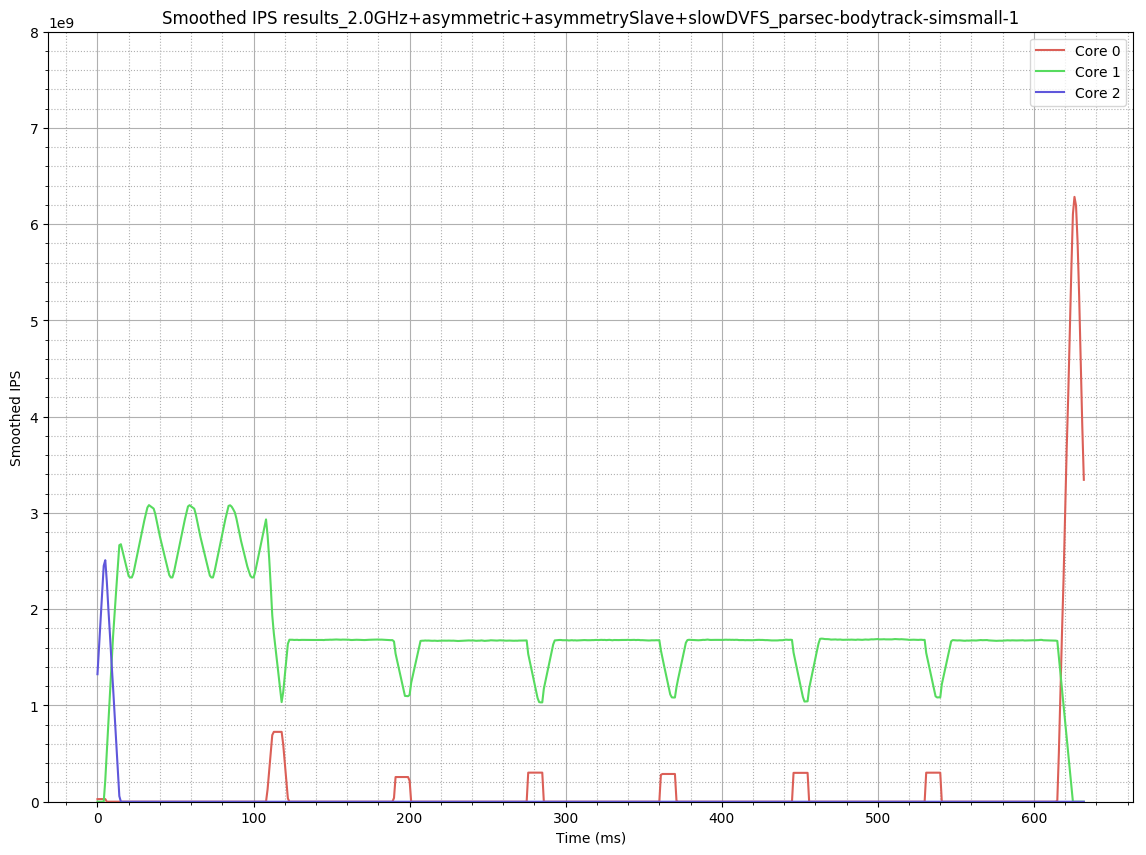 Smoothed IPS results_2.0GHz+asymmetric+asymmetrySlave+slowDVFS_parsec-bodytrack-simsmall-1
1e9
Core 0
Core 1
Core 2
8
7
6
5
4
3
2
1
0
Smoothed IPS
0 100 200 300 400 500 600
Time (ms)